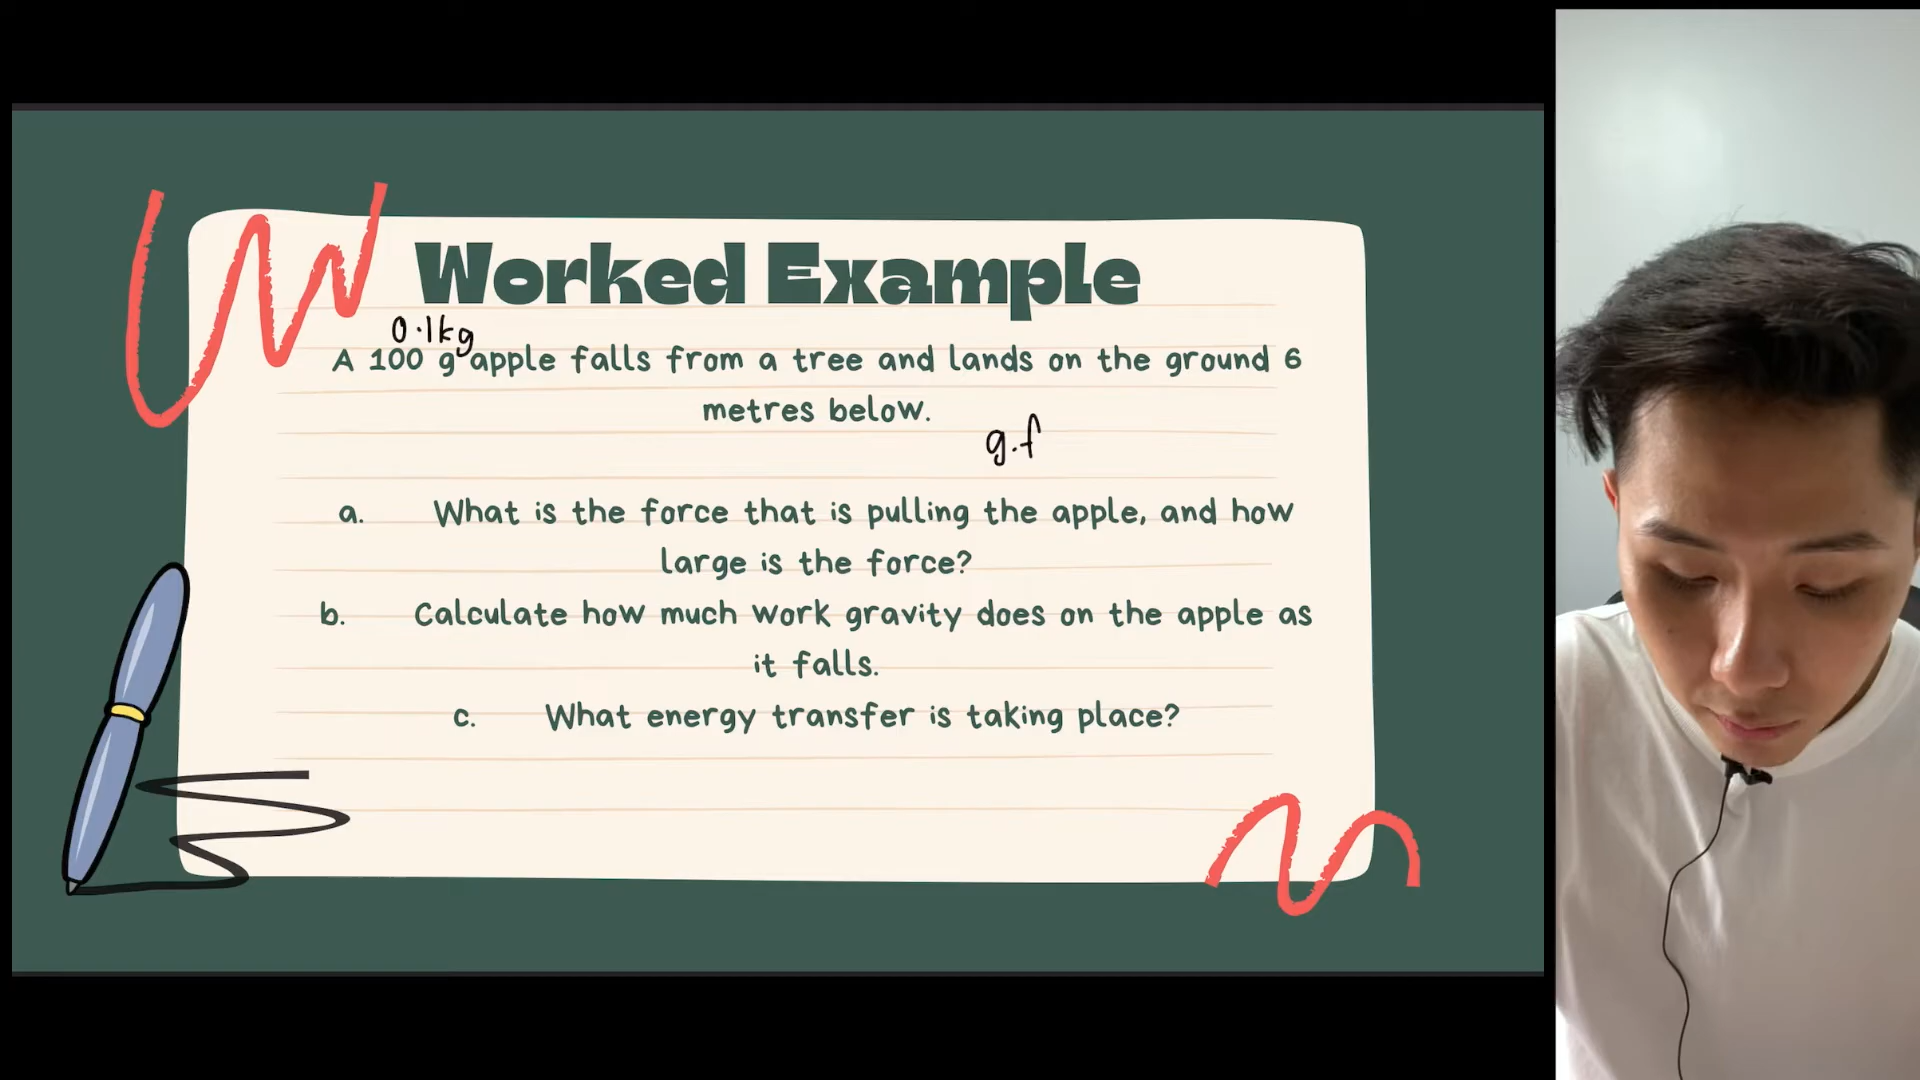 Worked Example
0.1kg
A 100 g apple falls from a tree and lands on the ground 6
metres below.
g.f
a. What is the force that is pulling the apple, and how
large is the force?
b. Calculate how much work gravity does on the apple as
it falls.
c. What energy transfer is taking place?